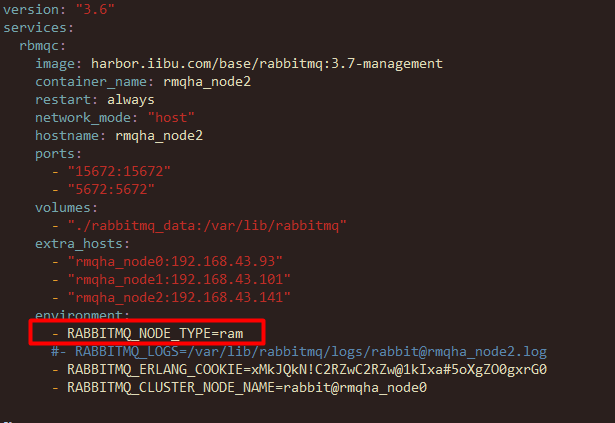 version: "3.6"
services:
  rbmqc:
    image: harbor.iibu.com/base/rabbitmq:3.7-management
    container_name: rmqha_node2
    restart: always
    network_mode: "host"
    hostname: rmqha_node2
    ports:
      - "15672:15672"
      - "5672:5672"
    volumes:
      - "./rabbitmq_data:/var/lib/rabbitmq"
    extra_hosts:
      - "rmqha_node0:192.168.43.93"
      - "rmqha_node1:192.168.43.101"
      - "rmqha_node2:192.168.43.141"
    environment:
      - RABBITMQ_NODE_TYPE=ram
      #- RABBITMQ_LOGS=/var/lib/rabbitmq/logs/rabbit@rmqha_node2.log
      - RABBITMQ_ERLANG_COOKIE=xMkJQkN!C2RZwC2RZw@1kIxa#5oXgZO0gxrG0
      - RABBITMQ_CLUSTER_NODE_NAME=rabbit@rmqha_node0